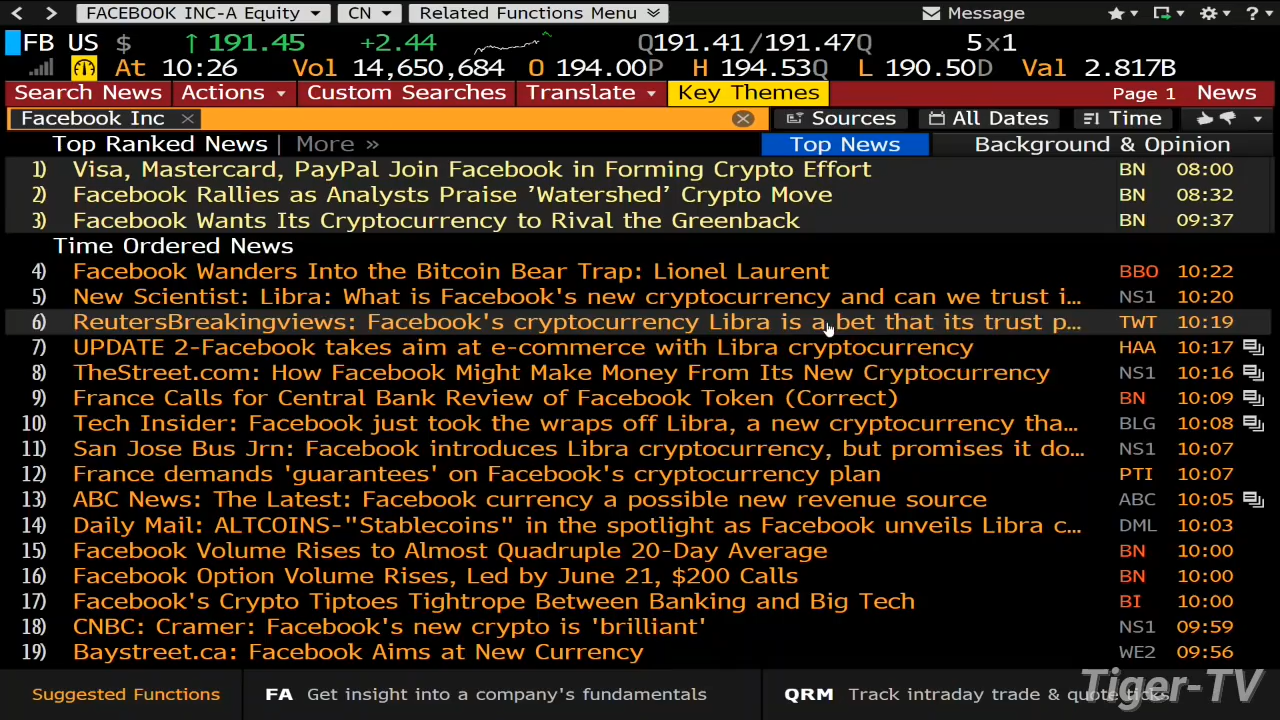 FACEBOOK INC-A Equity CN Related Functions Menu Message ?
FB US $ ↑ 191.45 +2.44 Q191.41/191.47Q 5x1
At 10:26 Vol 14,650,684 O 194.00P H 194.53Q L 190.50D Val 2.817B
Search News Actions Custom Searches Translate Key Themes Page 1 News
Facebook Inc Sources All Dates Time
Top Ranked News More » Top News Background & Opinion
1) Visa, Mastercard, PayPal Join Facebook in Forming Crypto Effort BN 08:00
2) Facebook Rallies as Analysts Praise 'Watershed' Crypto Move BN 08:32
3) Facebook Wants Its Cryptocurrency to Rival the Greenback BN 09:37
Time Ordered News
4) Facebook Wanders Into the Bitcoin Bear Trap: Lionel Laurent BBO 10:22
5) New Scientist: Libra: What is Facebook's new cryptocurrency and can we trust i... NS1 10:20
6) ReutersBreakingviews: Facebook's cryptocurrency Libra is a bet that its trust p... TWT 10:19
7) UPDATE 2-Facebook takes aim at e-commerce with Libra cryptocurrency HAA 10:17
8) TheStreet.com: How Facebook Might Make Money From Its New Cryptocurrency NS1 10:16
9) France Calls for Central Bank Review of Facebook Token (Correct) BN 10:09
10) Tech Insider: Facebook just took the wraps off Libra, a new cryptocurrency tha... BLG 10:08
11) San Jose Bus Jrn: Facebook introduces Libra cryptocurrency, but promises it do... NS1 10:07
12) France demands 'guarantees' on Facebook's cryptocurrency plan PTI 10:07
13) ABC News: The Latest: Facebook currency a possible new revenue source ABC 10:05
14) Daily Mail: ALTCOINS-"Stablecoins" in the spotlight as Facebook unveils Libra c... DML 10:03
15) Facebook Volume Rises to Almost Quadruple 20-Day Average BN 10:00
16) Facebook Option Volume Rises, Led by June 21, $200 Calls BN 10:00
17) Facebook's Crypto Tiptoes Tightrope Between Banking and Big Tech BI 10:00
18) CNBC: Cramer: Facebook's new crypto is 'brilliant' NS1 09:59
19) Baystreet.ca: Facebook Aims at New Currency WE2 09:56
Suggested Functions FA Get insight into a company's fundamentals QRM Track intraday trade & quote ticks
Tiger-TV